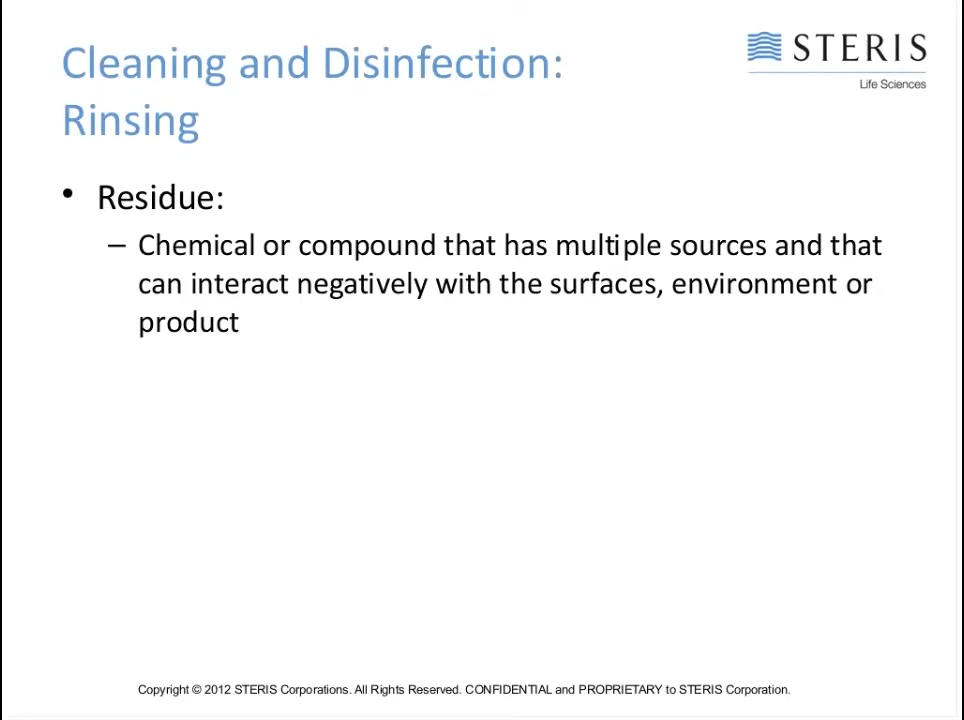 Cleaning and Disinfection:
Rinsing
STERIS
Life Sciences
• Residue:
– Chemical or compound that has multiple sources and that
can interact negatively with the surfaces, environment or
product
Copyright © 2012 STERIS Corporations. All Rights Reserved. CONFIDENTIAL and PROPRIETARY to STERIS Corporation.